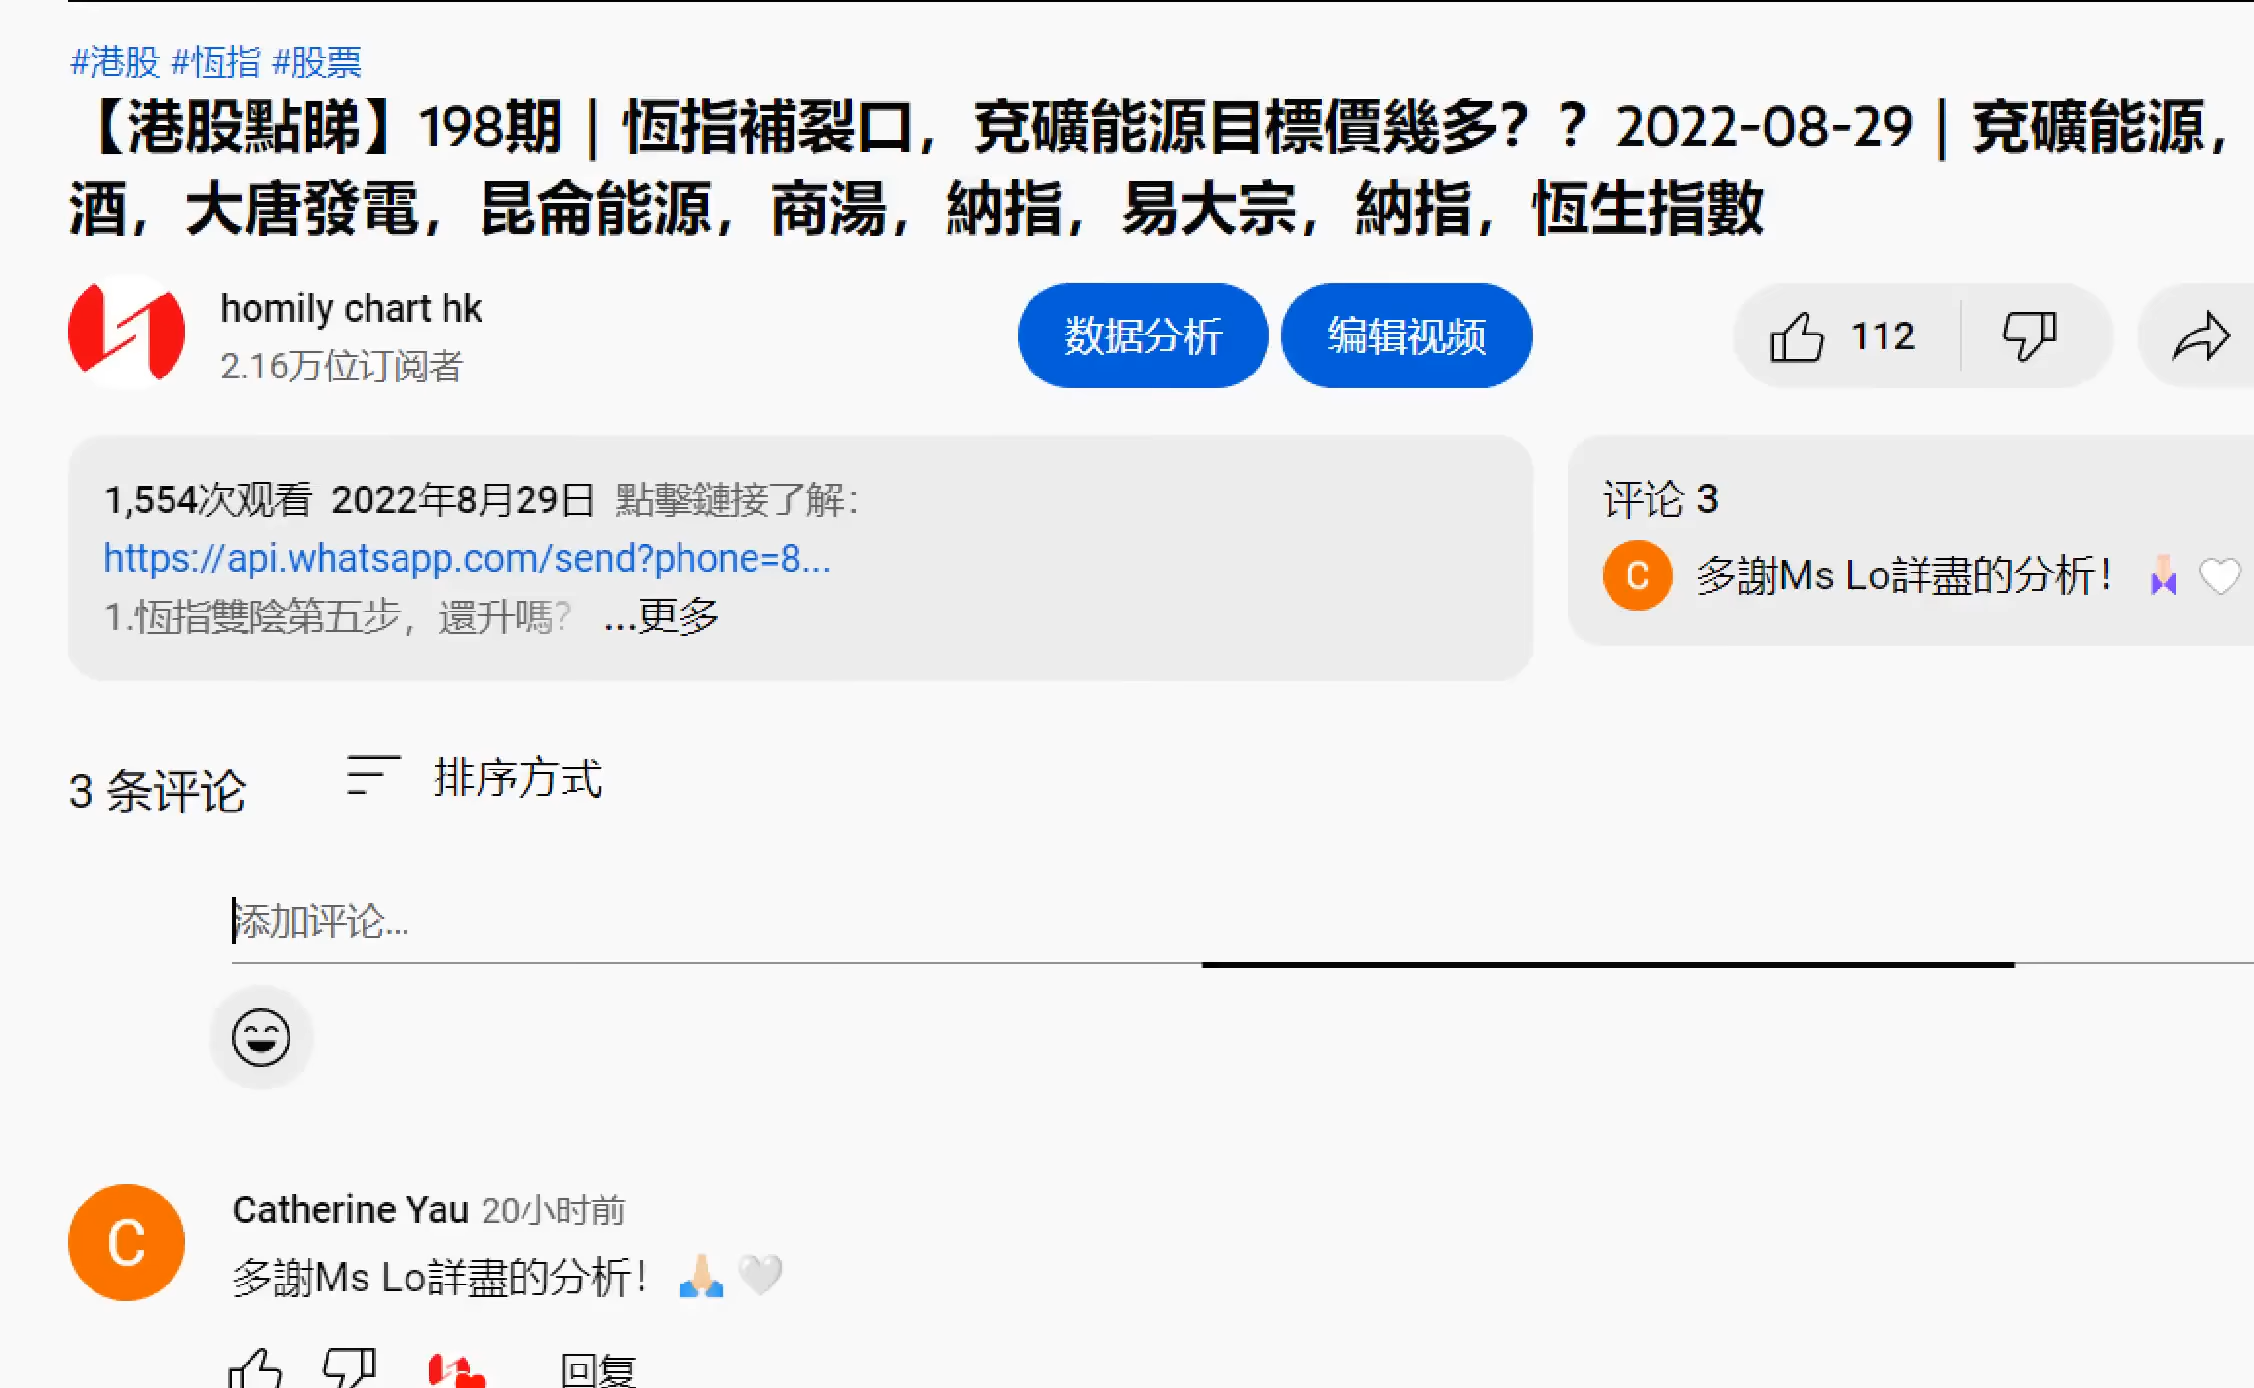 #港股 #恆指 #股票
【港股點睇】198期｜恆指補裂口，兗礦能源目標價幾多？？2022-08-29｜兗礦能源，
酒，大唐發電，昆侖能源，商湯，納指，易大宗，納指，恆生指數
homily chart hk
2.16万位订阅者
数据分析
编辑视频
112
1,554次观看 2022年8月29日 點擊鏈接了解：
https://api.whatsapp.com/send?phone=8...
1.恆指雙陰第五步，還升嗎？ ...更多
评论 3
C
多謝Ms Lo詳盡的分析！ 🙏🏻🤍
3 条评论
排序方式
添加评论...
C
Catherine Yau 20小时前
多謝Ms Lo詳盡的分析！ 🙏🏻🤍
回复